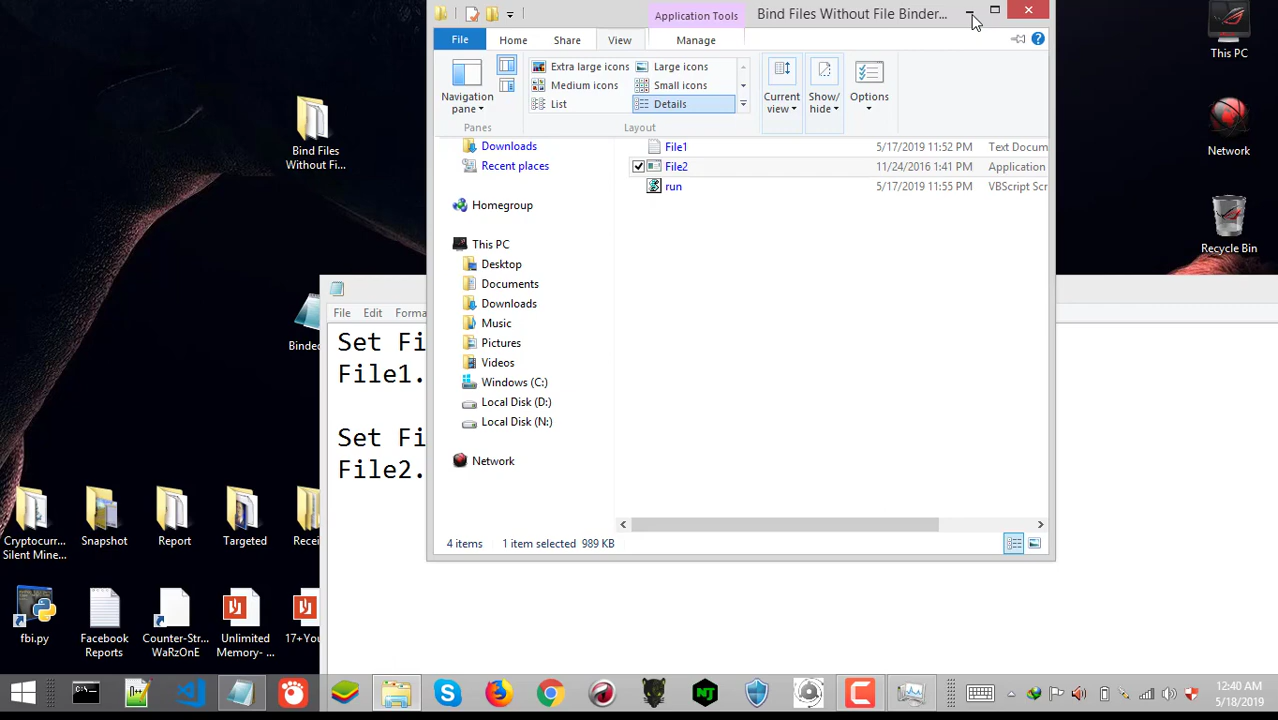 Bind Files Without File Binder...
Application Tools
File
Home
Share
View
Manage
Navigation pane
Extra large icons
Large icons
Medium icons
Small icons
List
Details
Current view
Show/ hide
Options
Panes
Layout
Downloads
Recent places
Homegroup
This PC
Desktop
Documents
Downloads
Music
Pictures
Videos
Windows (C:)
Local Disk (D:)
Local Disk (N:)
Network
File1
5/17/2019 11:52 PM
Text Docum
File2
11/24/2016 1:41 PM
Application
run
5/17/2019 11:55 PM
VBScript Scr
4 items
1 item selected 989 KB
Bind Files
Without Fi...
This PC
Network
Recycle Bin
File Edit Forma
Set Fi
File1.
Set Fi
File2.
Cryptocurr...
Silent Mine...
Snapshot
Report
Targeted
fbi.py
Facebook
Reports
Counter-Str...
WaRzOnE
Unlimited
Memory- ...
12:40 AM
5/18/2019